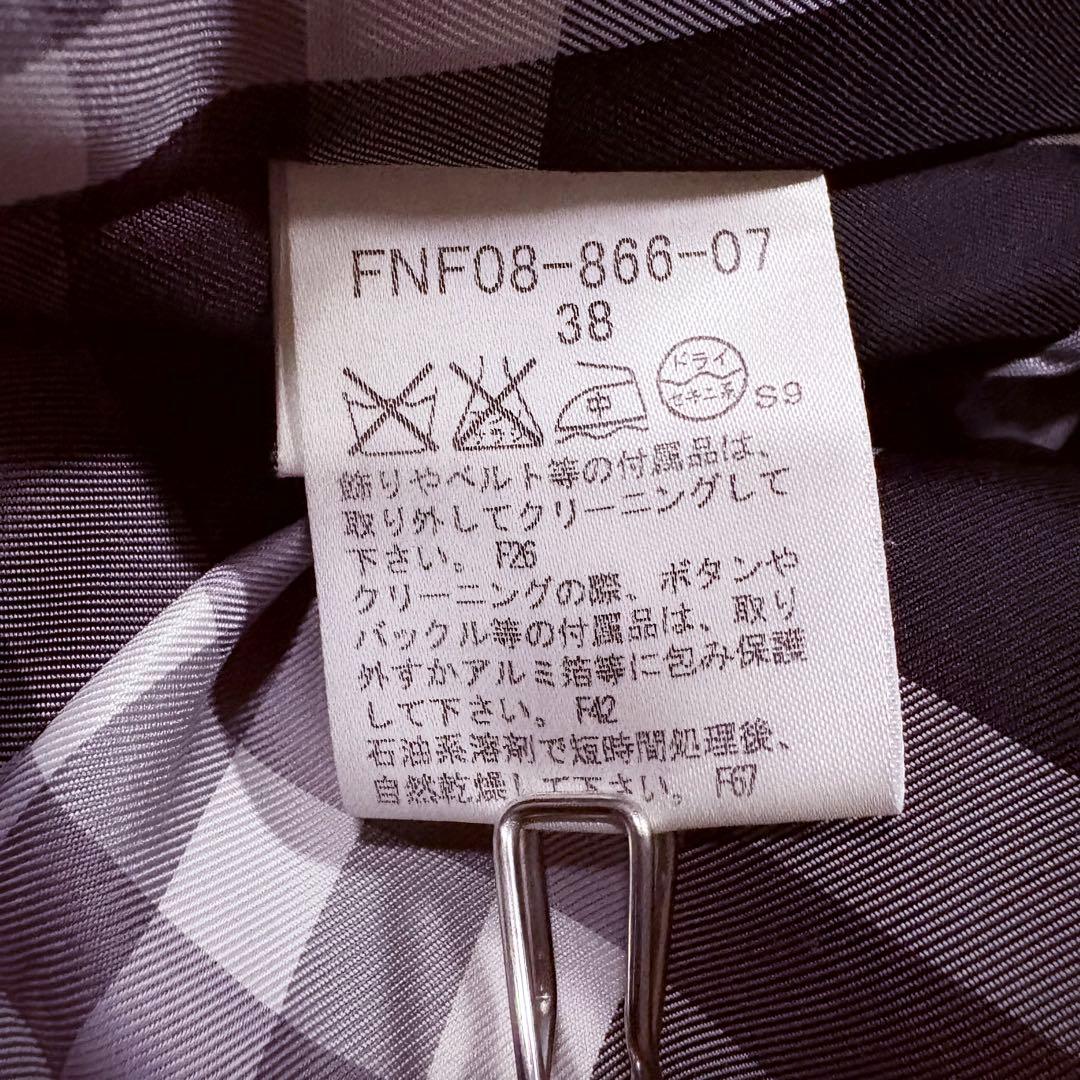 FNF08-866-07
38
中
ドライ
セキユ系
S9
飾りやベルト等の付属品は、
取り外してクリーニングして
下さい。 F26
クリーニングの際、ボタンや
バックル等の付属品は、取り
外すかアルミ箔等に包み保護
して下さい。 F42
石油系溶剤で短時間処理後、
自然乾燥して下さい。 F67